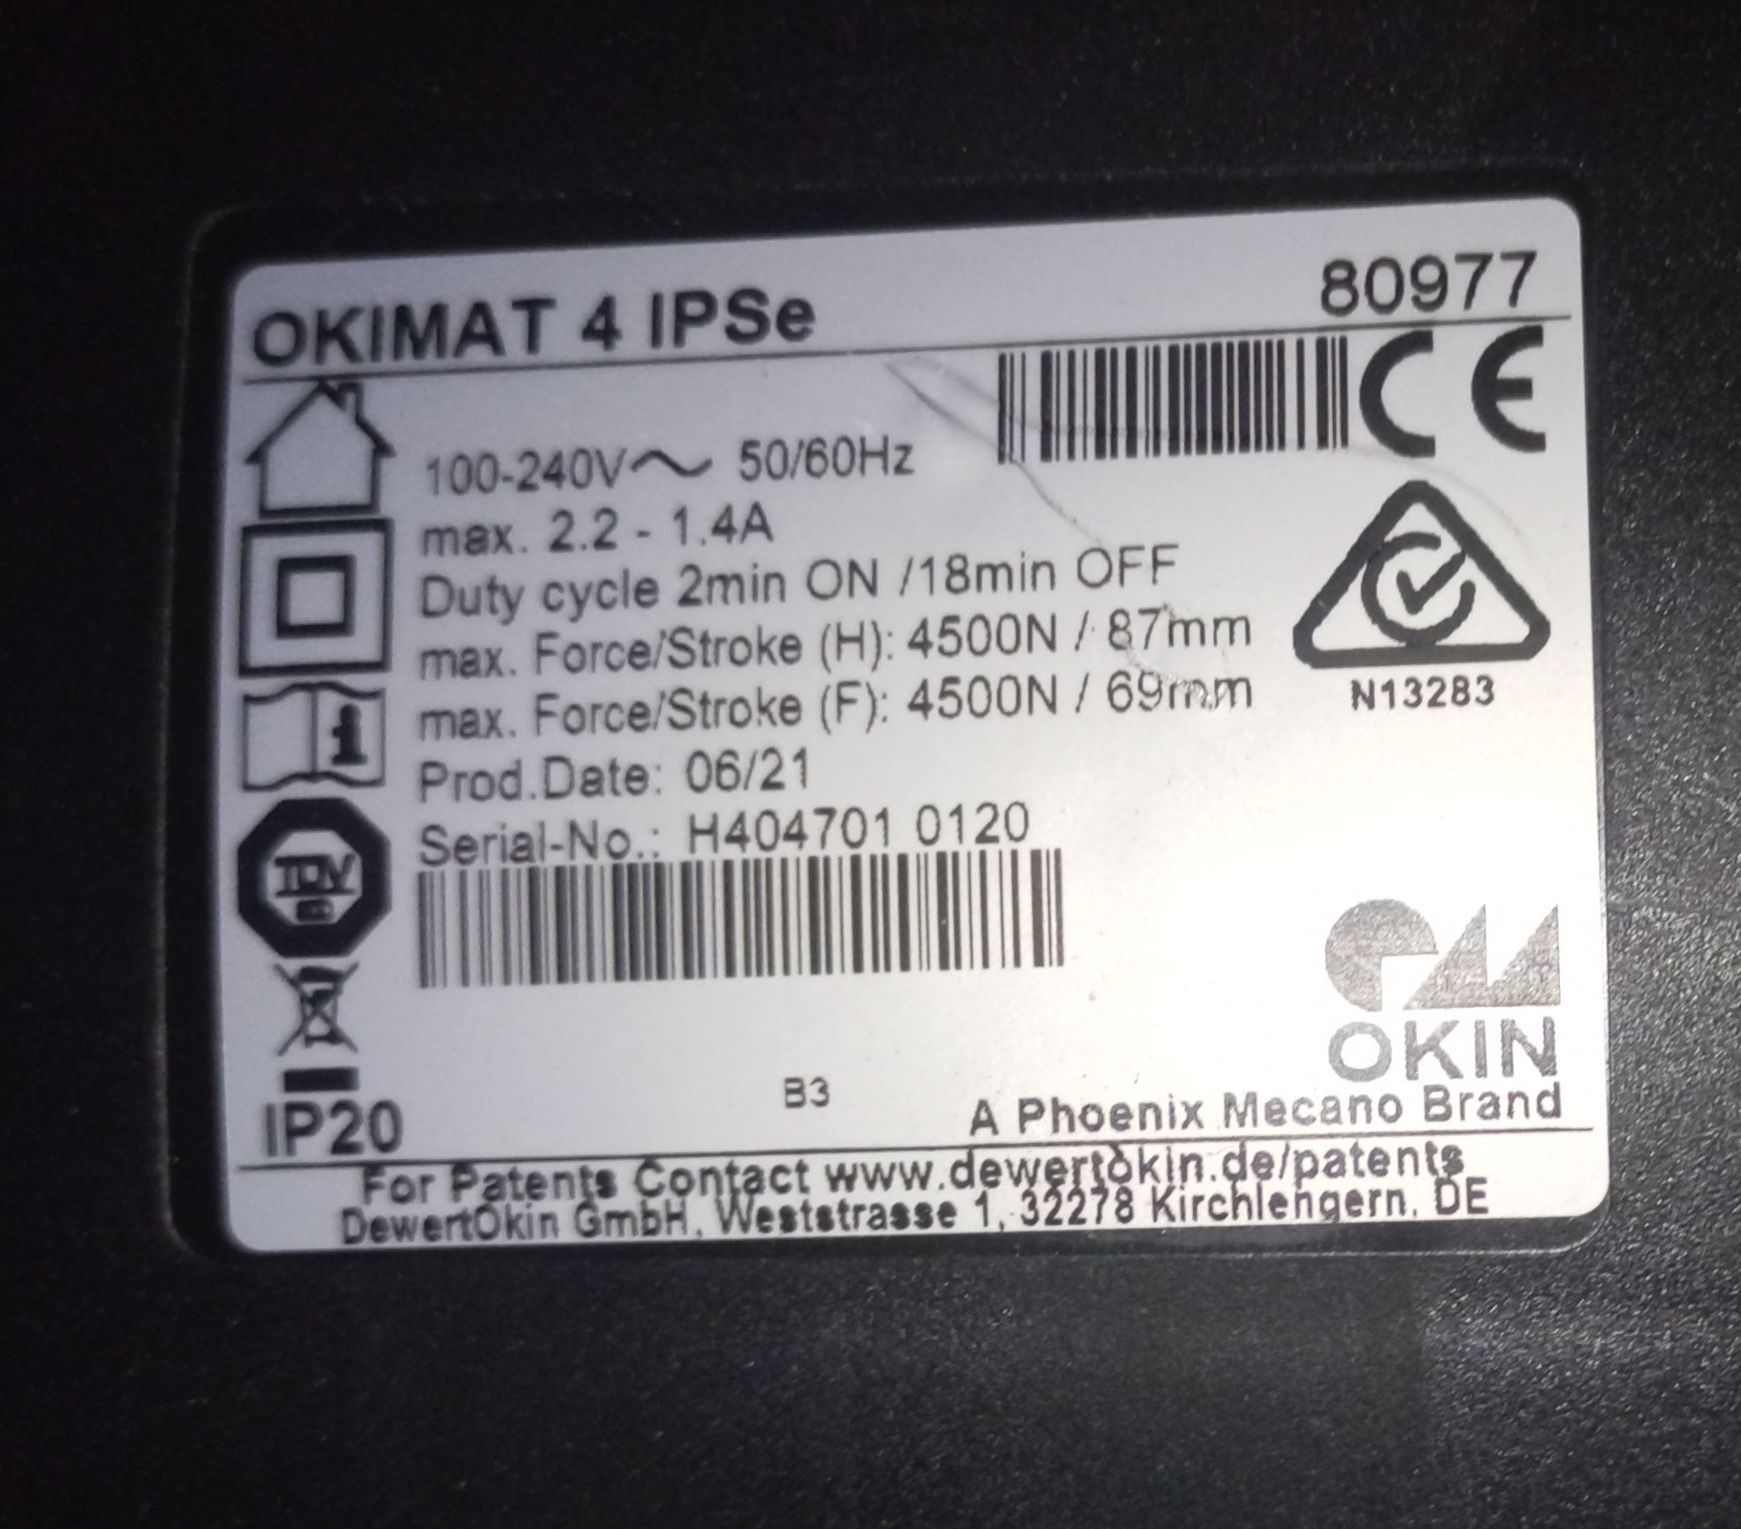 OKIMAT 4 IPSe 80977
CE
100-240V~ 50/60Hz
max. 2.2 - 1.4A
Duty cycle 2min ON /18min OFF
max. Force/Stroke (H): 4500N / 87mm
max. Force/Stroke (F): 4500N / 69mm
N13283
Prod.Date: 06/21
Serial-No.: H404701 0120
TÜV
OKIN
IP20
B3
A Phoenix Mecano Brand
For Patents Contact www.dewertokin.de/patents
DewertOkin GmbH, Weststrasse 1, 32278 Kirchlengern, DE